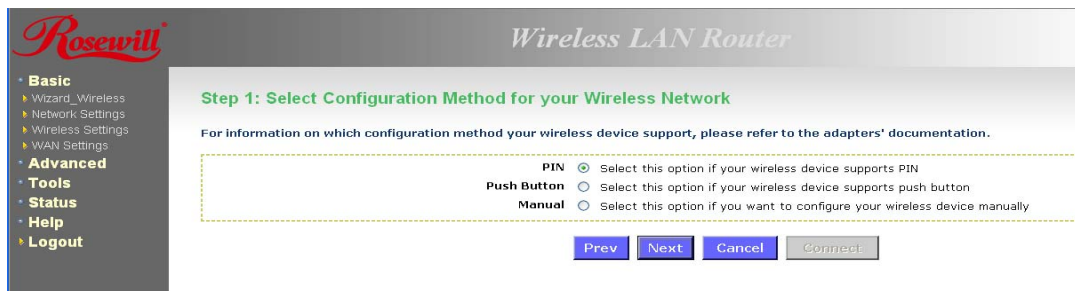 Rosewill
Wireless LAN Router
Basic
Wizard_Wireless
Network Settings
Wireless Settings
WAN Settings
Advanced
Tools
Status
Help
Logout
Step 1: Select Configuration Method for your Wireless Network
For information on which configuration method your wireless device support, please refer to the adapters' documentation.
PIN Select this option if your wireless device supports PIN
Push Button Select this option if your wireless device supports push button
Manual Select this option if you want to configure your wireless device manually
Prev Next Cancel Connect